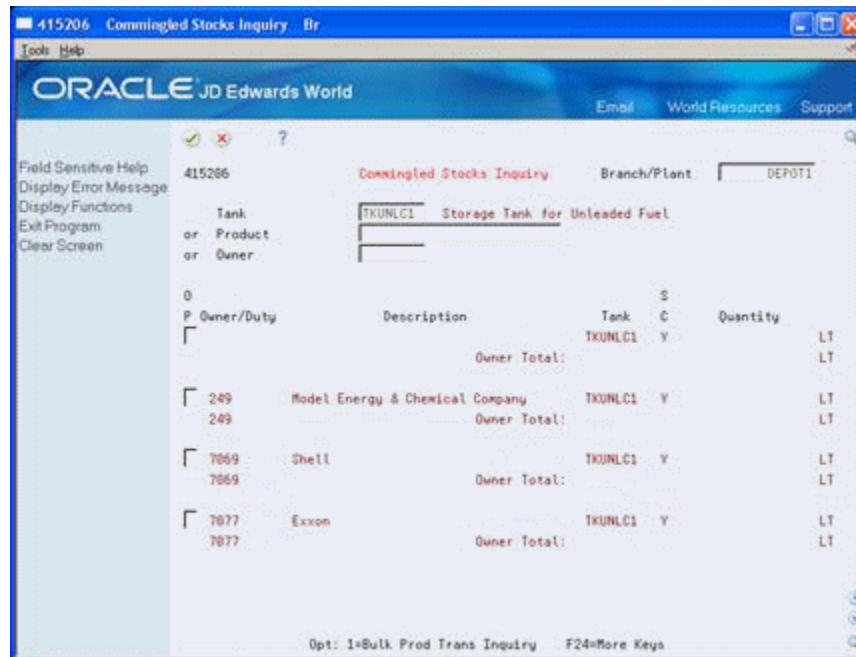 415206 Commingled Stocks Inquiry Br
Tools Help
ORACLE JD Edwards World
Email World Resources Support
Field Sensitive Help
Display Error Message
Display Functions
Exit Program
Clear Screen
?
415206 Commingled Stocks Inquiry Branch/Plant DEPOT1
Tank TKUNLC1 Storage Tank for Unleaded Fuel
or Product
or Owner
O S
P Owner/Duty Description Tank C Quantity
TKUNLC1 Y LT
Owner Total: LT
249 Model Energy & Chemical Company TKUNLC1 Y LT
249 Owner Total: LT
7069 Shell TKUNLC1 Y LT
7069 Owner Total: LT
7077 Exxon TKUNLC1 Y LT
7077 Owner Total: LT
Opt: 1=Bulk Prod Trans Inquiry F24=More Keys